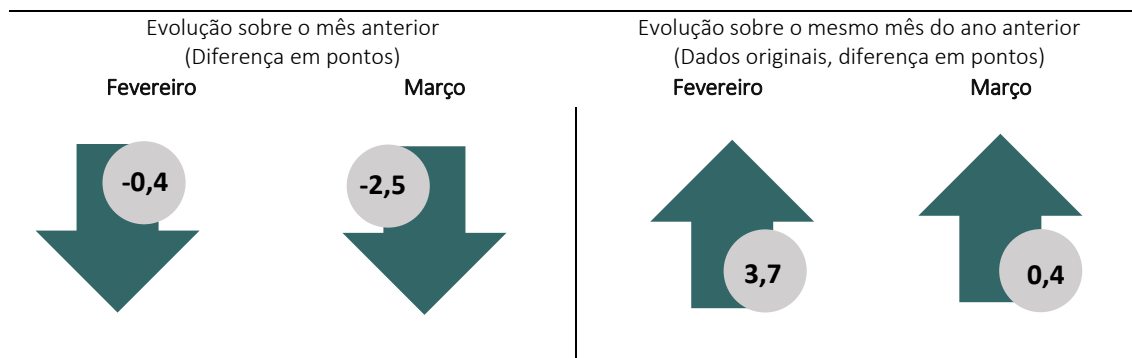 Evolução sobre o mês anterior
(Diferença em pontos)
Fevereiro
Março
-0,4
-2,5
Evolução sobre o mesmo mês do ano anterior
(Dados originais, diferença em pontos)
Fevereiro
Março
3,7
0,4